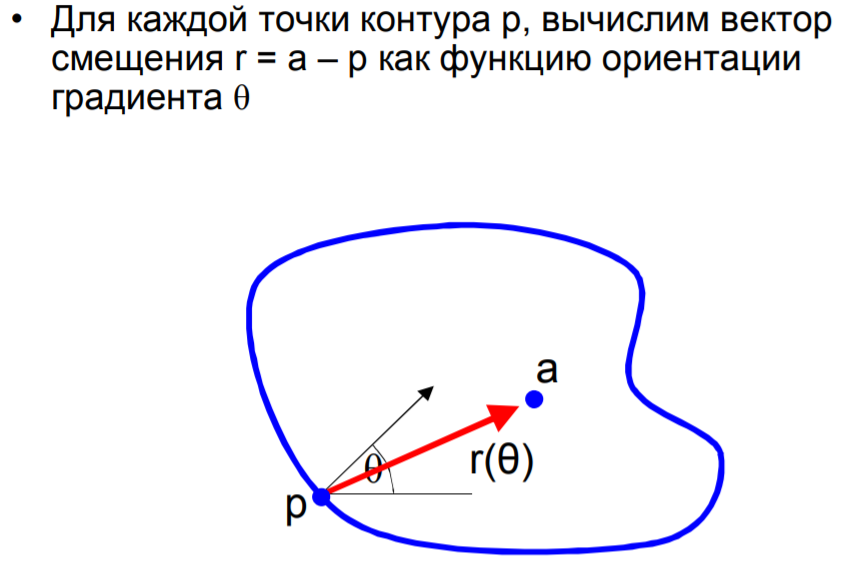 • Для каждой точки контура p, вычислим вектор
смещения r = a – p как функцию ориентации
градиента θ
a
θ
r(θ)
p